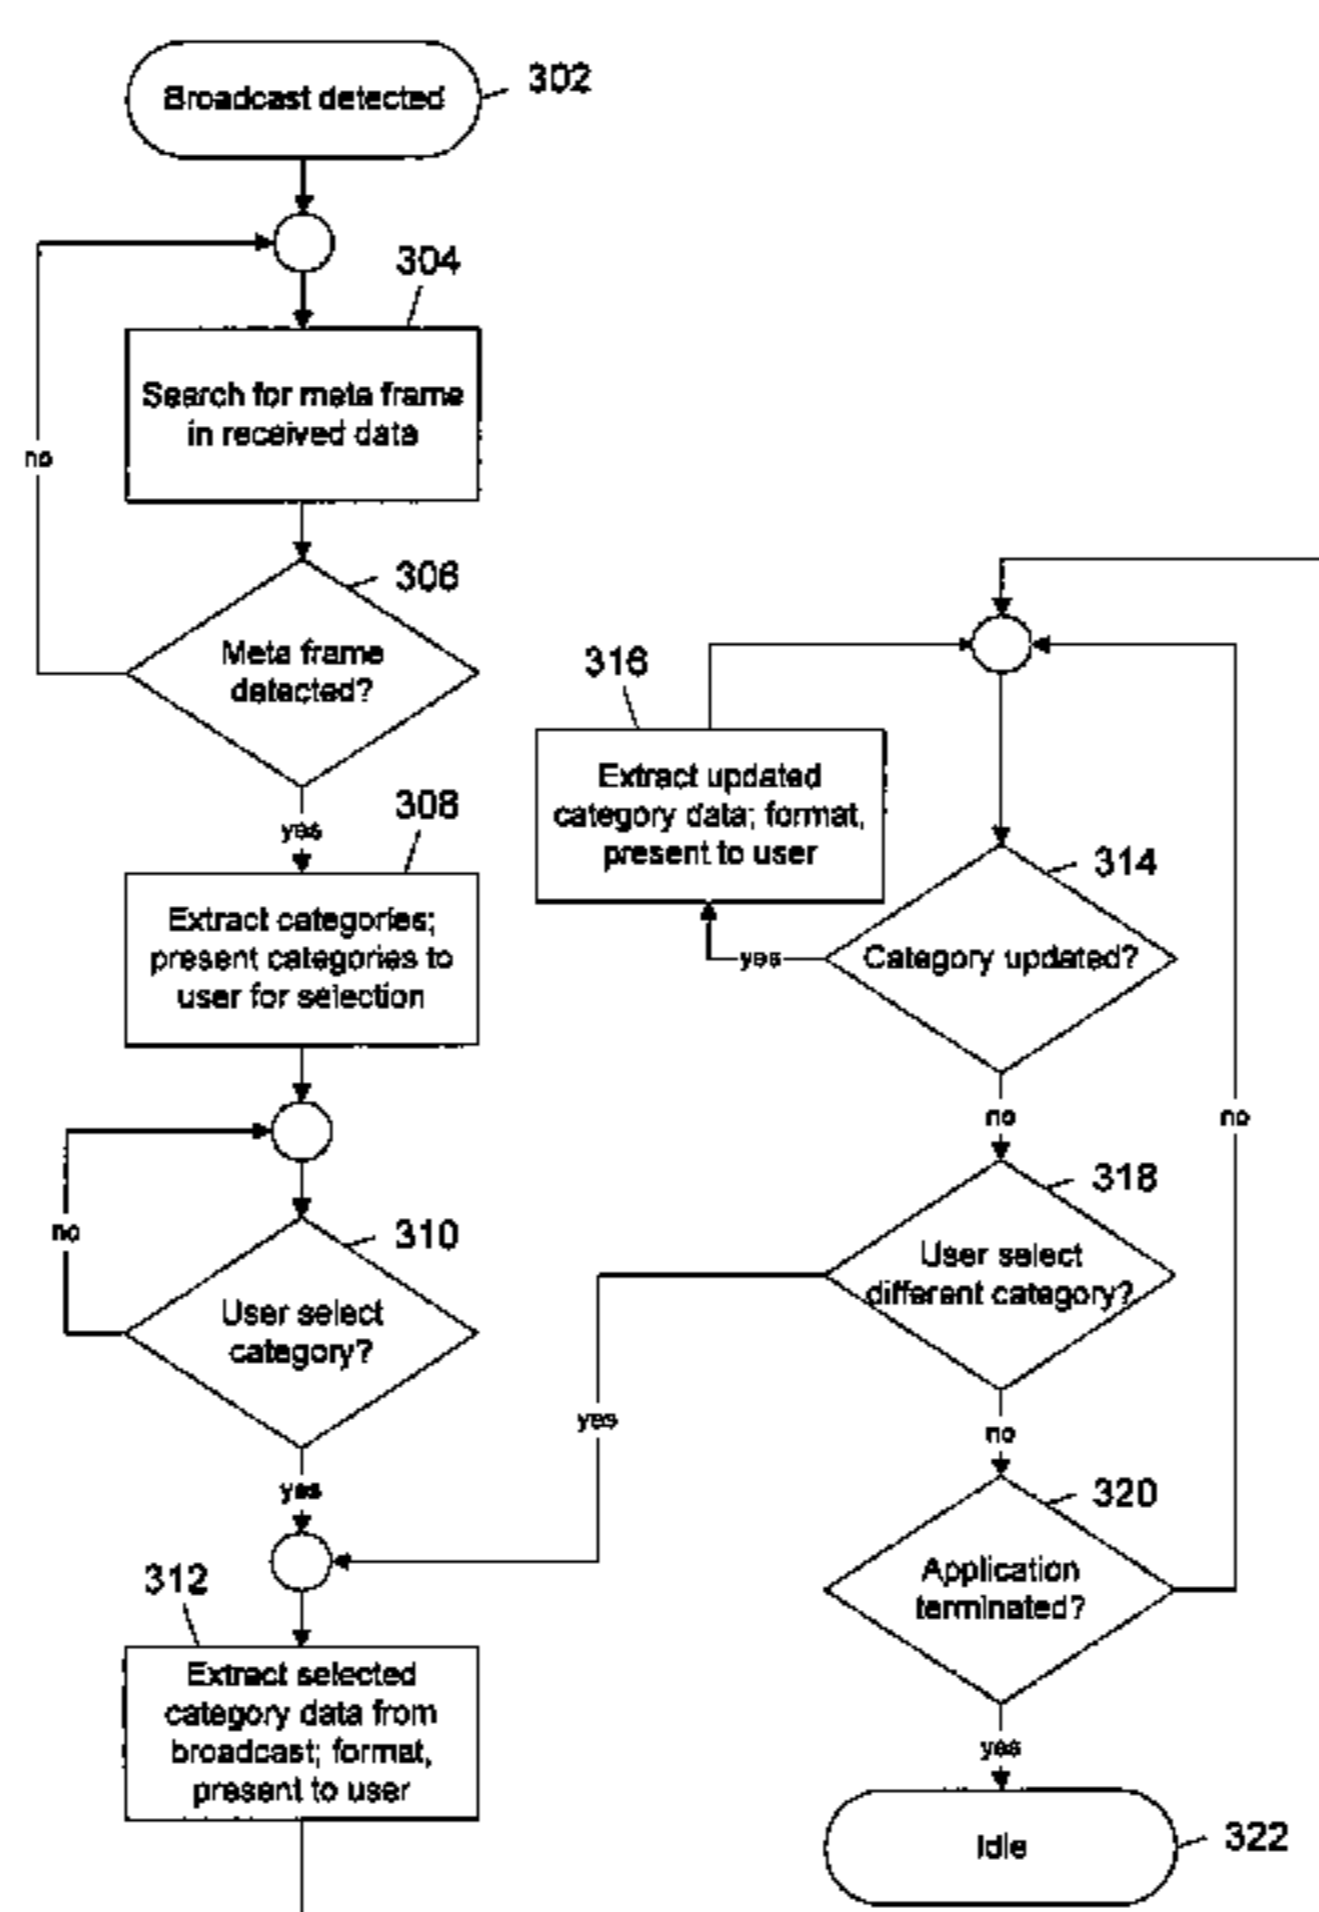 Broadcast detected
302
304
Search for meta frame
in received data
no
306
Meta frame
detected?
yes
308
Extract categories;
present categories to
user for selection
no
310
User select
category?
yes
312
Extract selected
category data from
broadcast; format,
present to user
316
Extract updated
category data; format,
present to user
314
Category updated?
yes
no
no
318
User select
different category?
yes
no
320
Application
terminated?
yes
Idle
322